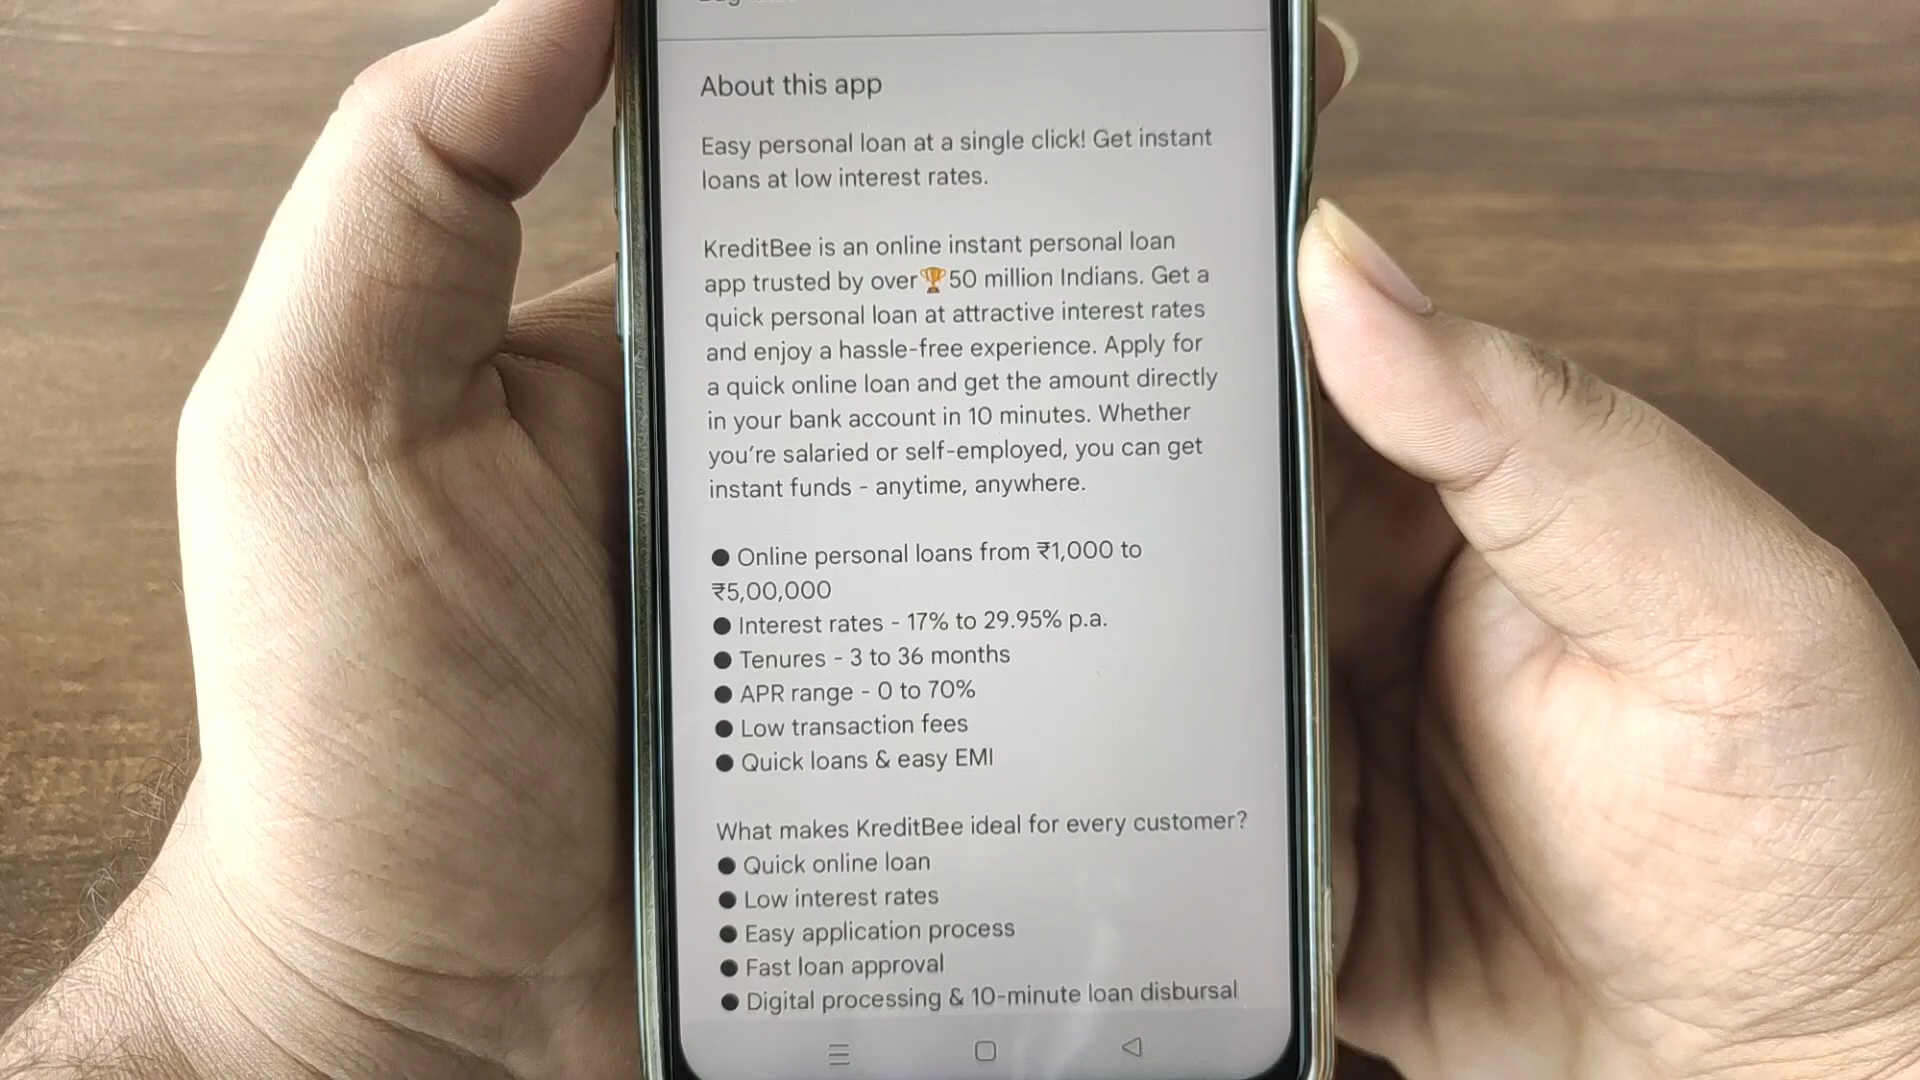 About this app
Easy personal loan at a single click! Get instant
loans at low interest rates.
KreditBee is an online instant personal loan
app trusted by over🏆50 million Indians. Get a
quick personal loan at attractive interest rates
and enjoy a hassle-free experience. Apply for
a quick online loan and get the amount directly
in your bank account in 10 minutes. Whether
you're salaried or self-employed, you can get
instant funds - anytime, anywhere.
● Online personal loans from ₹1,000 to
₹5,00,000
● Interest rates - 17% to 29.95% p.a.
● Tenures - 3 to 36 months
● APR range - 0 to 70%
● Low transaction fees
● Quick loans & easy EMI
What makes KreditBee ideal for every customer?
● Quick online loan
● Low interest rates
● Easy application process
● Fast loan approval
● Digital processing & 10-minute loan disbursal